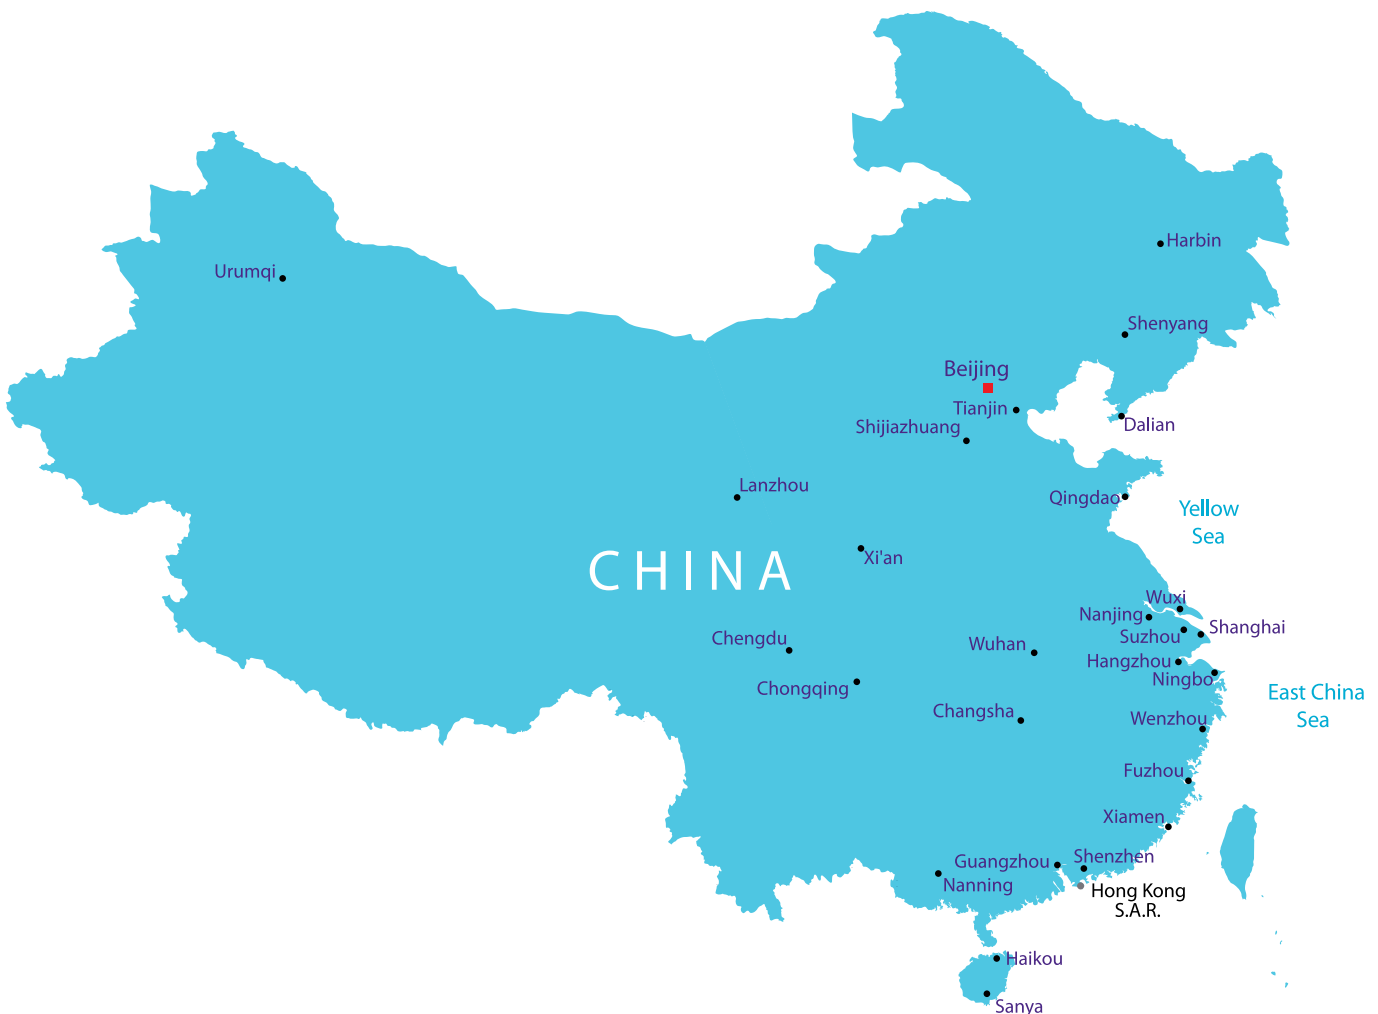 Harbin
Urumqi
Shenyang
Beijing
Tianjin
Dalian
Shijiazhuang
Lanzhou
Qingdao
Yellow
Sea
Xi'an
CHINA
Wuxi
Nanjing
Shanghai
Suzhou
Chengdu
Wuhan
Hangzhou
Ningbo
Chongqing
East China
Sea
Changsha
Wenzhou
Fuzhou
Xiamen
Guangzhou
Shenzhen
Nanning
Hong Kong
S.A.R.
Haikou
Sanya